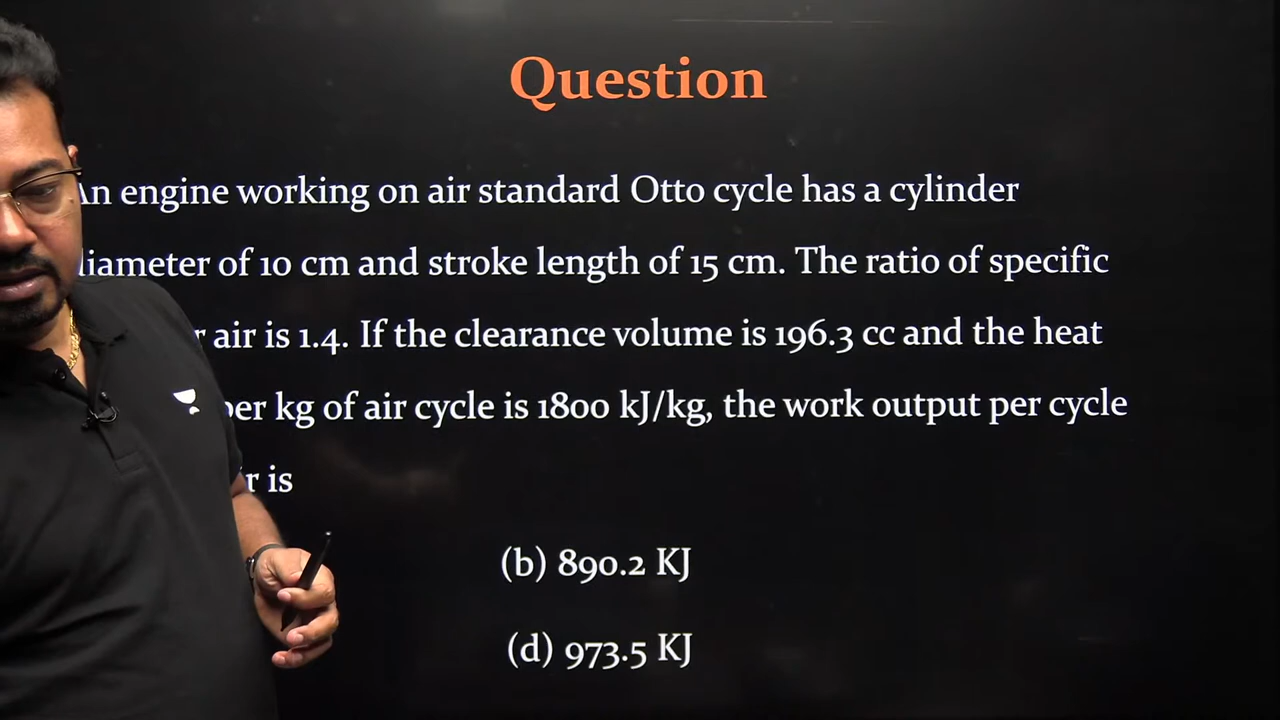 Question
An engine working on air standard Otto cycle has a cylinder
diameter of 10 cm and stroke length of 15 cm. The ratio of specific
air is 1.4. If the clearance volume is 196.3 cc and the heat
per kg of air cycle is 1800 kJ/kg, the work output per cycle
is
(b) 890.2 KJ
(d) 973.5 KJ